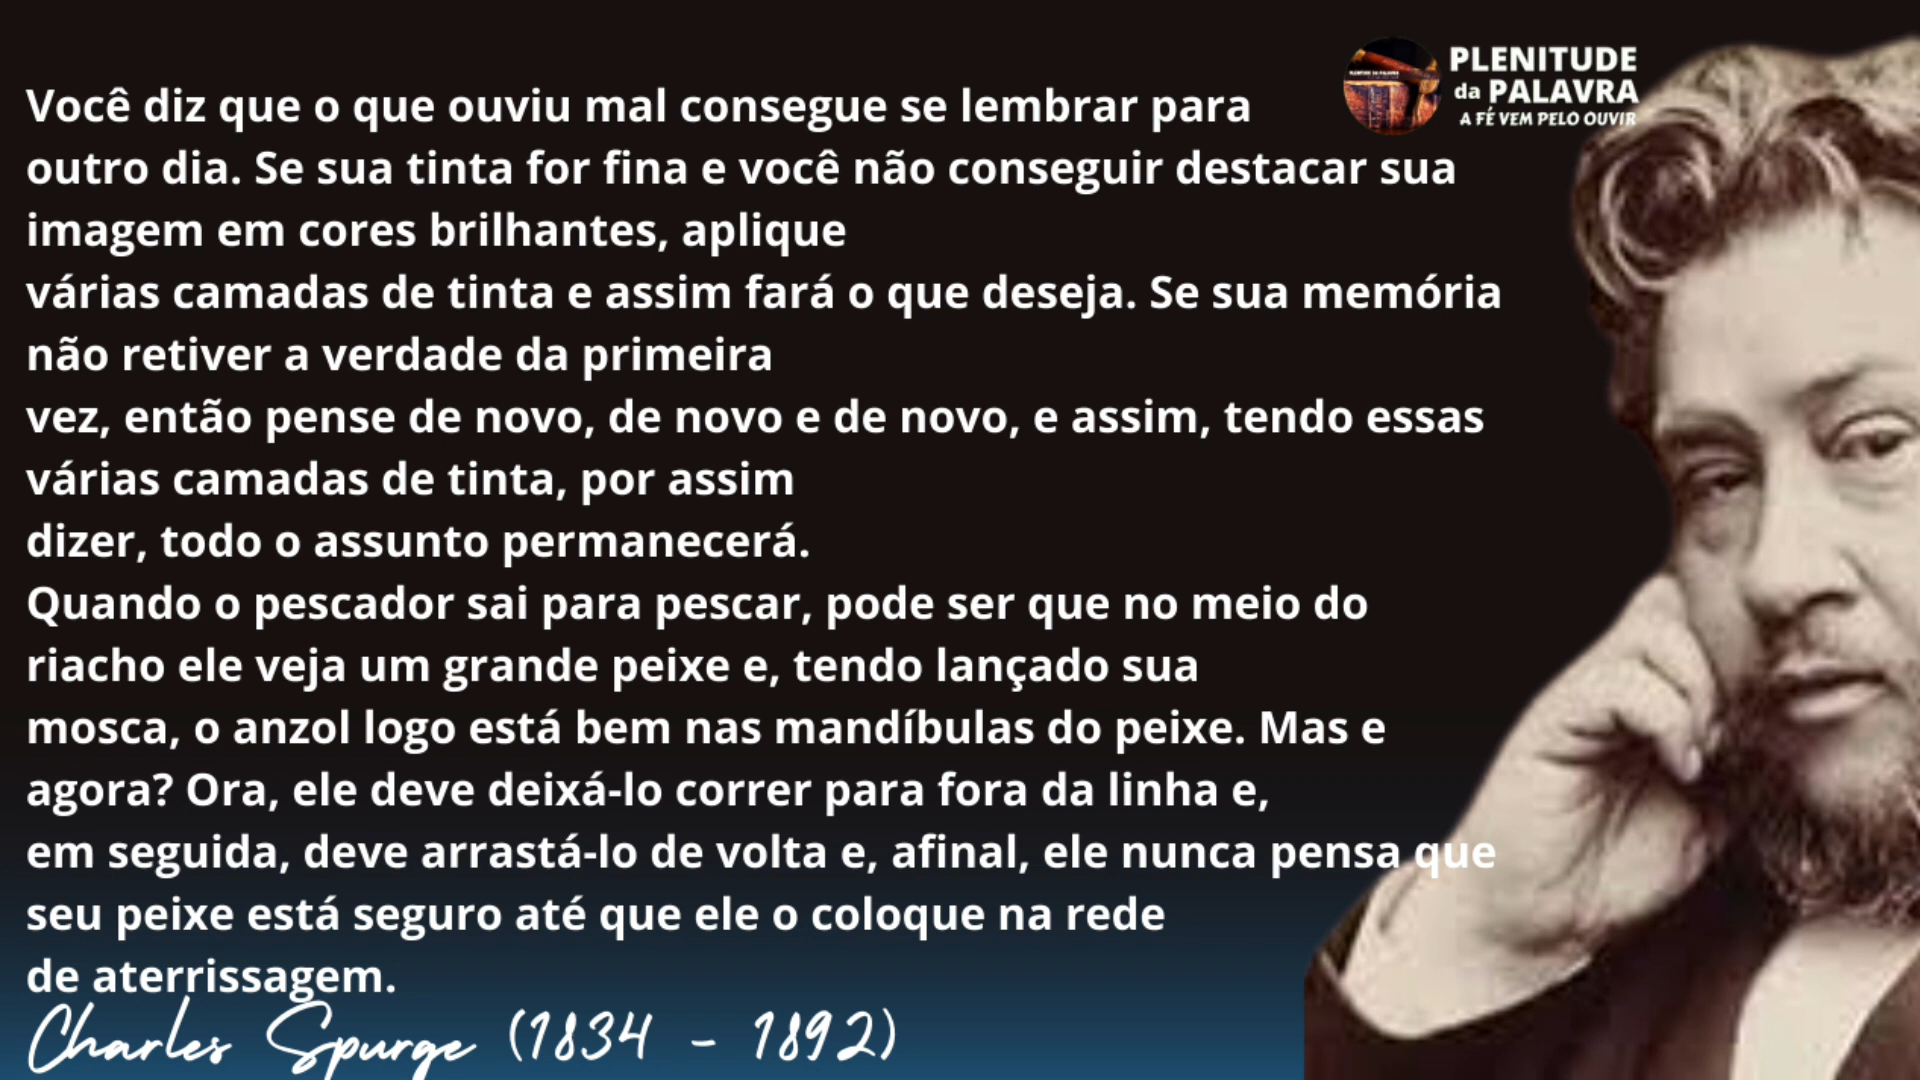 PLENITUDE
da PALAVRA
A FÉ VEM PELO OUVIR
Você diz que o que ouviu mal consegue se lembrar para
outro dia. Se sua tinta for fina e você não conseguir destacar sua
imagem em cores brilhantes, aplique
várias camadas de tinta e assim fará o que deseja. Se sua memória
não retiver a verdade da primeira
vez, então pense de novo, de novo e de novo, e assim, tendo essas
várias camadas de tinta, por assim
dizer, todo o assunto permanecerá.
Quando o pescador sai para pescar, pode ser que no meio do
riacho ele veja um grande peixe e, tendo lançado sua
mosca, o anzol logo está bem nas mandíbulas do peixe. Mas e
agora? Ora, ele deve deixá-lo correr para fora da linha e,
em seguida, deve arrastá-lo de volta e, afinal, ele nunca pensa que
seu peixe está seguro até que ele o coloque na rede
de aterrissagem.
Charles Spurge (1834 - 1892)